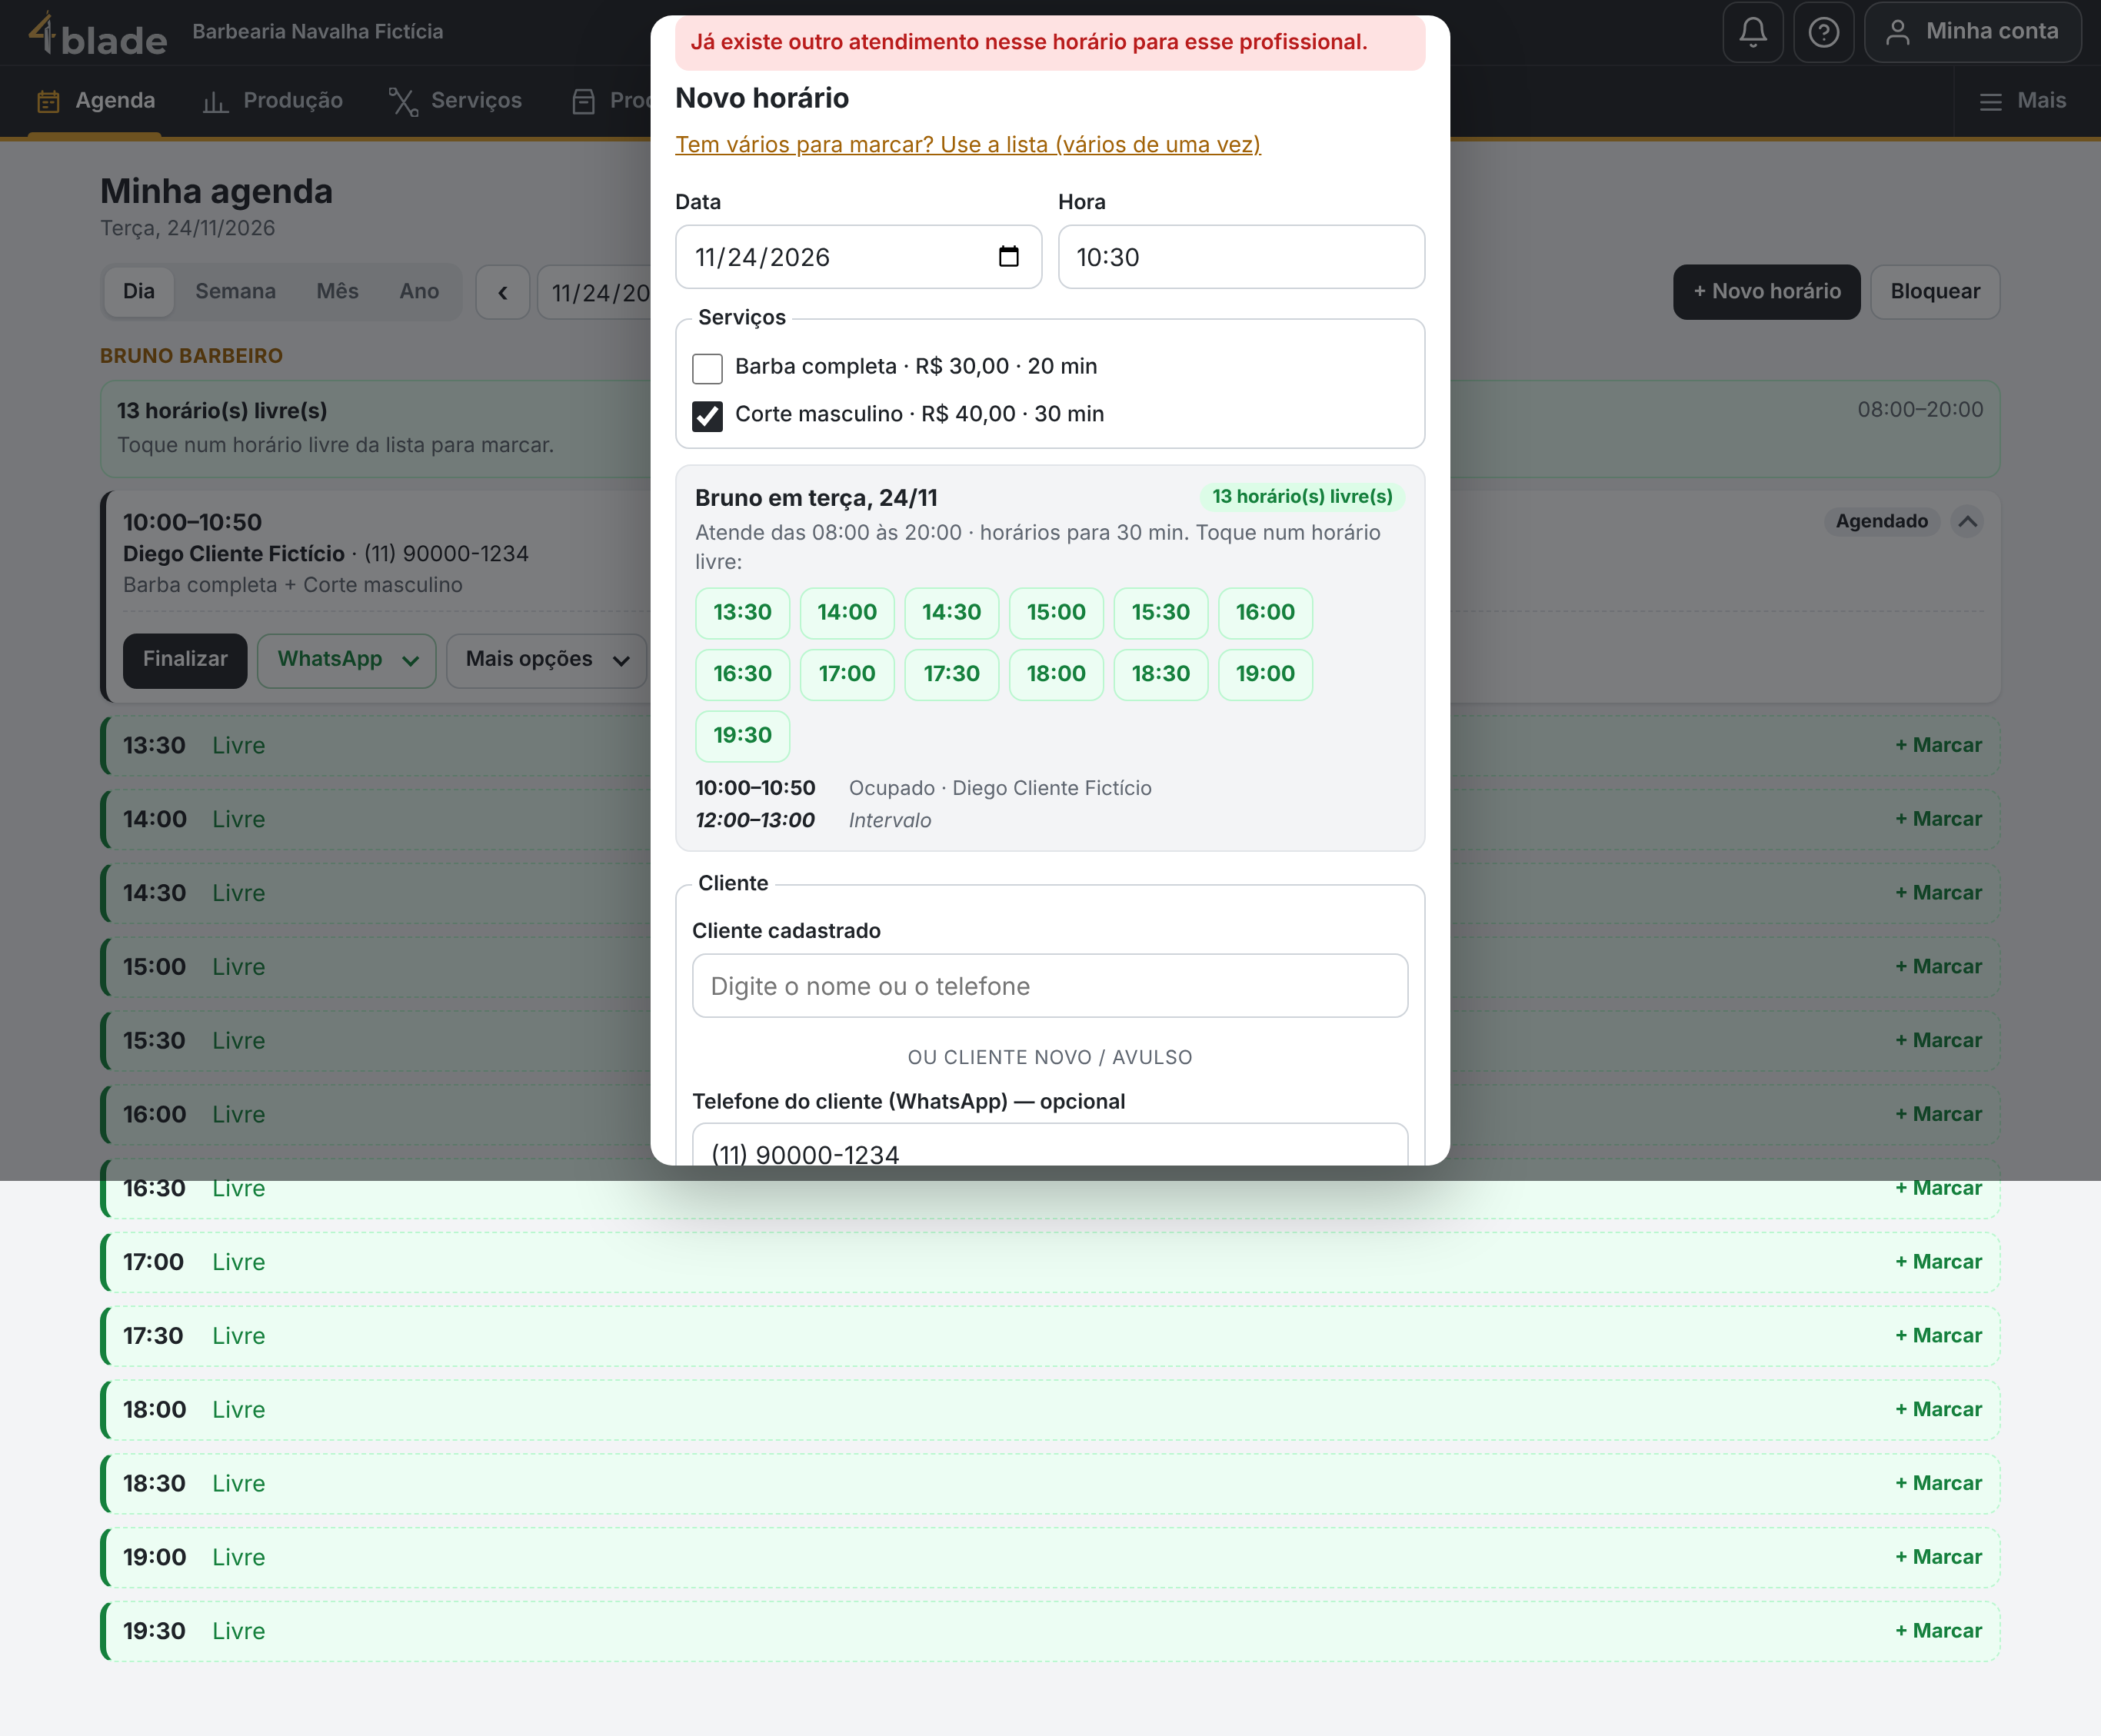 4blade Barbearia Navalha Fictícia
Minha conta
Agenda Produção Serviços Mais
Minha agenda
Terça, 24/11/2026
Dia Semana Mês Ano ‹ 11/24/20
+ Novo horário Bloquear
BRUNO BARBEIRO
13 horário(s) livre(s) 08:00–20:00
Toque num horário livre da lista para marcar.
10:00–10:50 Agendado
Diego Cliente Fictício · (11) 90000-1234
Barba completa + Corte masculino
Finalizar WhatsApp Mais opções
13:30 Livre + Marcar
14:00 Livre + Marcar
14:30 Livre + Marcar
15:00 Livre + Marcar
15:30 Livre + Marcar
16:00 Livre + Marcar
16:30 Livre + Marcar
17:00 Livre + Marcar
17:30 Livre + Marcar
18:00 Livre + Marcar
18:30 Livre + Marcar
19:00 Livre + Marcar
19:30 Livre + Marcar
Já existe outro atendimento nesse horário para esse profissional.
Novo horário
Tem vários para marcar? Use a lista (vários de uma vez)
Data Hora
11/24/2026 10:30
Serviços
Barba completa · R$ 30,00 · 20 min
Corte masculino · R$ 40,00 · 30 min
Bruno em terça, 24/11 13 horário(s) livre(s)
Atende das 08:00 às 20:00 · horários para 30 min. Toque num horário
livre:
13:30 14:00 14:30 15:00 15:30 16:00
16:30 17:00 17:30 18:00 18:30 19:00
19:30
10:00–10:50 Ocupado · Diego Cliente Fictício
12:00–13:00 Intervalo
Cliente
Cliente cadastrado
Digite o nome ou o telefone
OU CLIENTE NOVO / AVULSO
Telefone do cliente (WhatsApp) — opcional
(11) 90000-1234